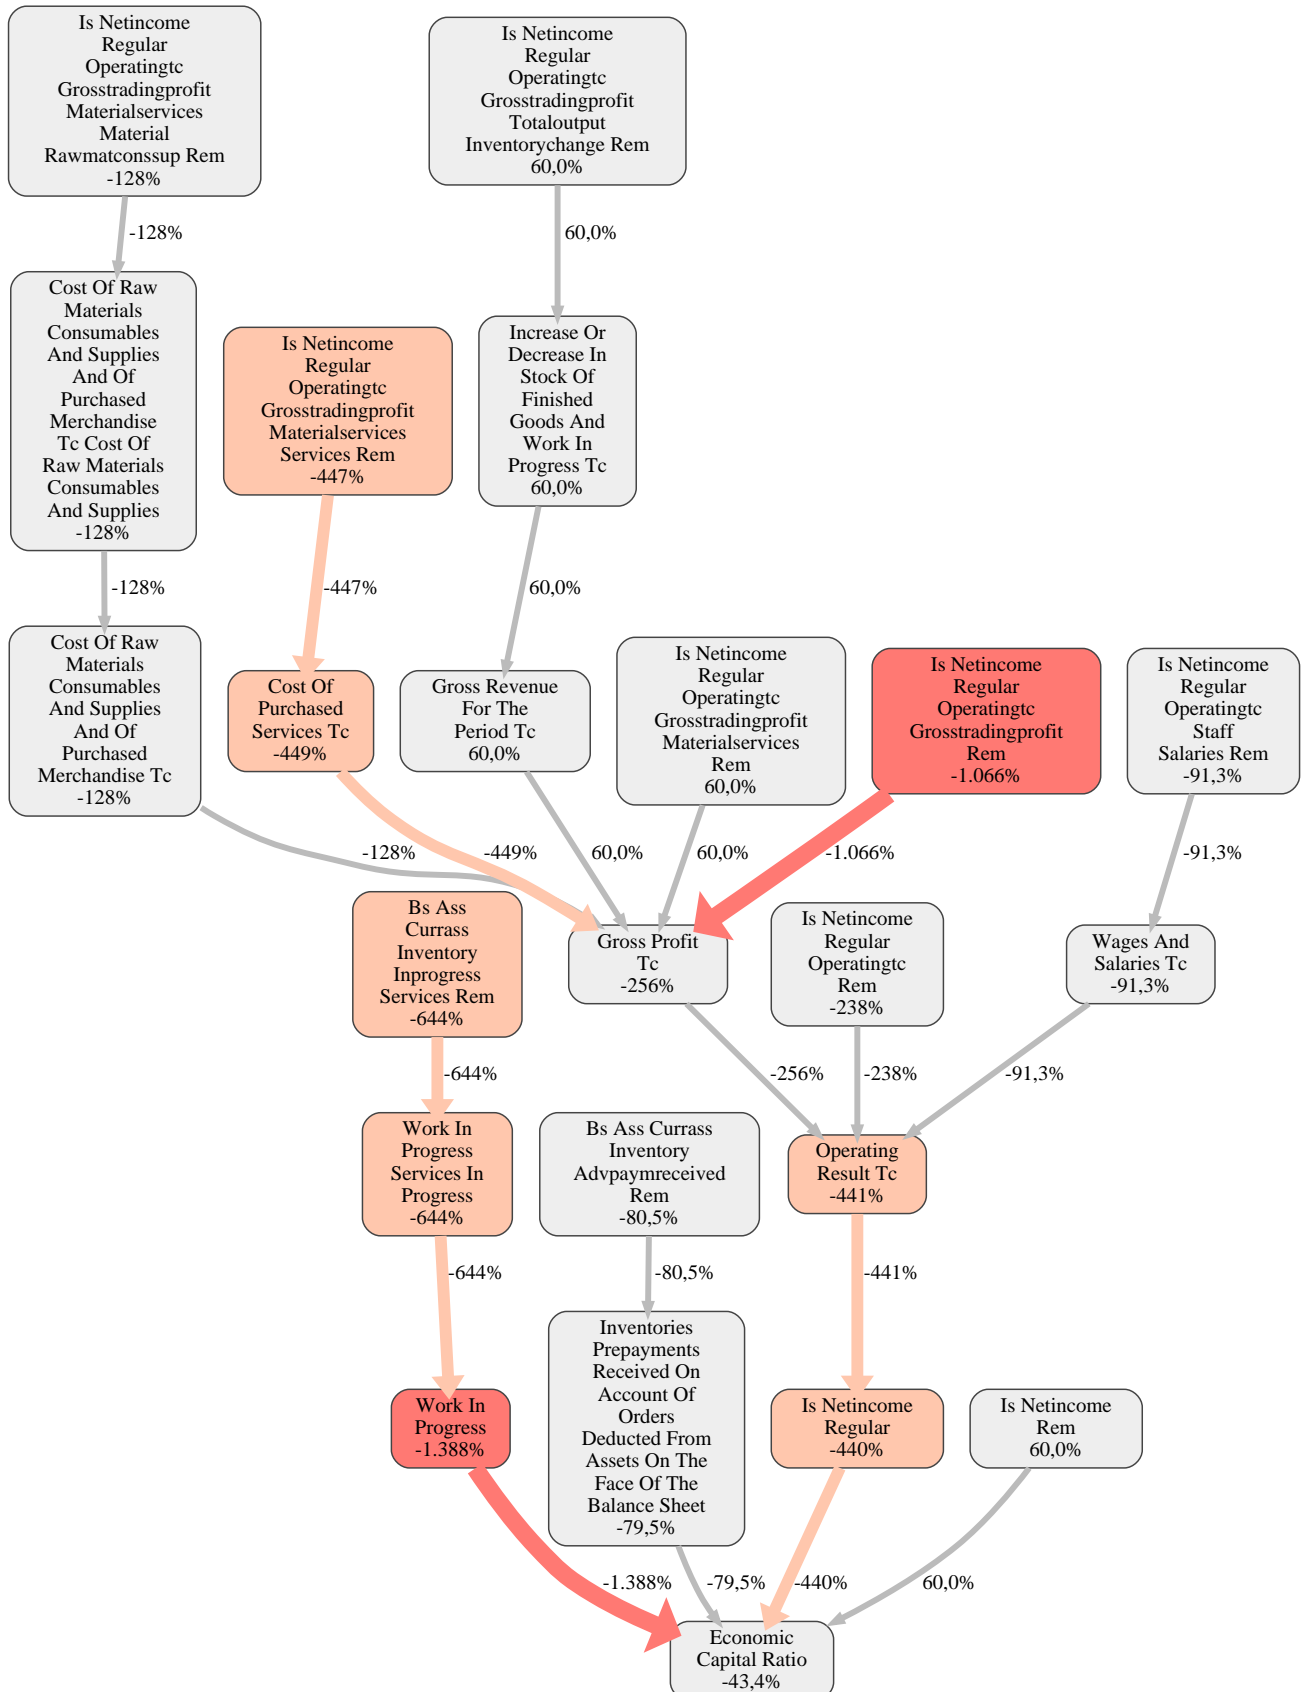 Is Netincome
Regular
Operatingtc
Grosstradingprofit
Materialservices
Material
Rawmatconssup Rem
-128%
Is Netincome
Regular
Operatingtc
Grosstradingprofit
Totaloutput
Inventorychange Rem
60,0%
-128%
60,0%
Cost Of Raw
Materials
Consumables
And Supplies
And Of
Purchased
Merchandise
Tc Cost Of
Raw Materials
Consumables
And Supplies
-128%
Is Netincome
Regular
Operatingtc
Grosstradingprofit
Materialservices
Services Rem
-447%
Increase Or
Decrease In
Stock Of
Finished
Goods And
Work In
Progress Tc
60,0%
-128%
-447%
60,0%
Cost Of Raw
Materials
Consumables
And Supplies
And Of
Purchased
Merchandise Tc
-128%
Cost Of
Purchased
Services Tc
-449%
Gross Revenue
For The
Period Tc
60,0%
Is Netincome
Regular
Operatingtc
Grosstradingprofit
Materialservices
Rem
60,0%
Is Netincome
Regular
Operatingtc
Grosstradingprofit
Rem
-1.066%
Is Netincome
Regular
Operatingtc
Staff
Salaries Rem
-91,3%
-128%
-449%
60,0%
60,0%
-1.066%
-91,3%
Bs Ass
Currass
Inventory
Inprogress
Services Rem
-644%
Gross Profit
Tc
-256%
Is Netincome
Regular
Operatingtc
Rem
-238%
Wages And
Salaries Tc
-91,3%
-644%
-256%
-238%
-91,3%
Work In
Progress
Services In
Progress
-644%
Bs Ass Currass
Inventory
Advpaymreceived
Rem
-80,5%
Operating
Result Tc
-441%
-644%
-80,5%
-441%
Work In
Progress
-1.388%
Inventories
Prepayments
Received On
Account Of
Orders
Deducted From
Assets On The
Face Of The
Balance Sheet
-79,5%
Is Netincome
Regular
-440%
Is Netincome
Rem
60,0%
-1.388%
-79,5%
-440%
60,0%
Economic
Capital Ratio
-43,4%